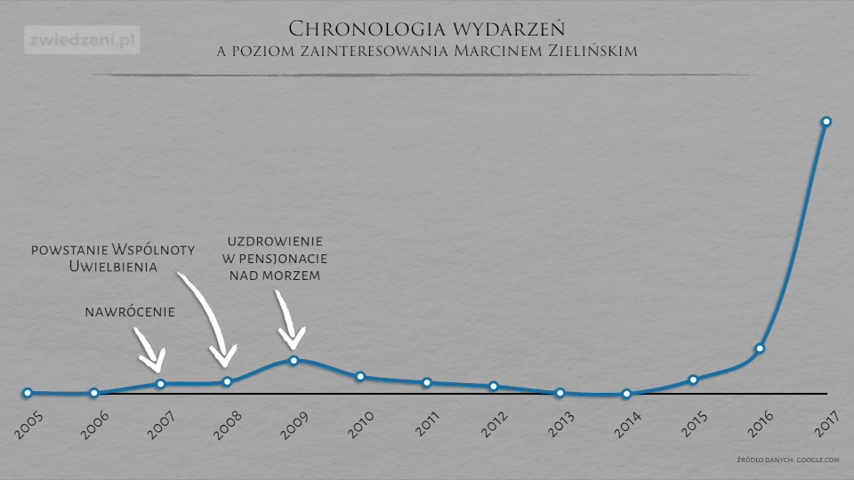 zwiedzeni.pl
Chronologia wydarzeń
a poziom zainteresowania Marcinem Zielińskim
powstanie Wspólnoty
Uwielbienia
nawrócenie
uzdrowienie
w pensjonacie
nad morzem
2005 2006 2007 2008 2009 2010 2011 2012 2013 2014 2015 2016 2017
źródło danych: google.com